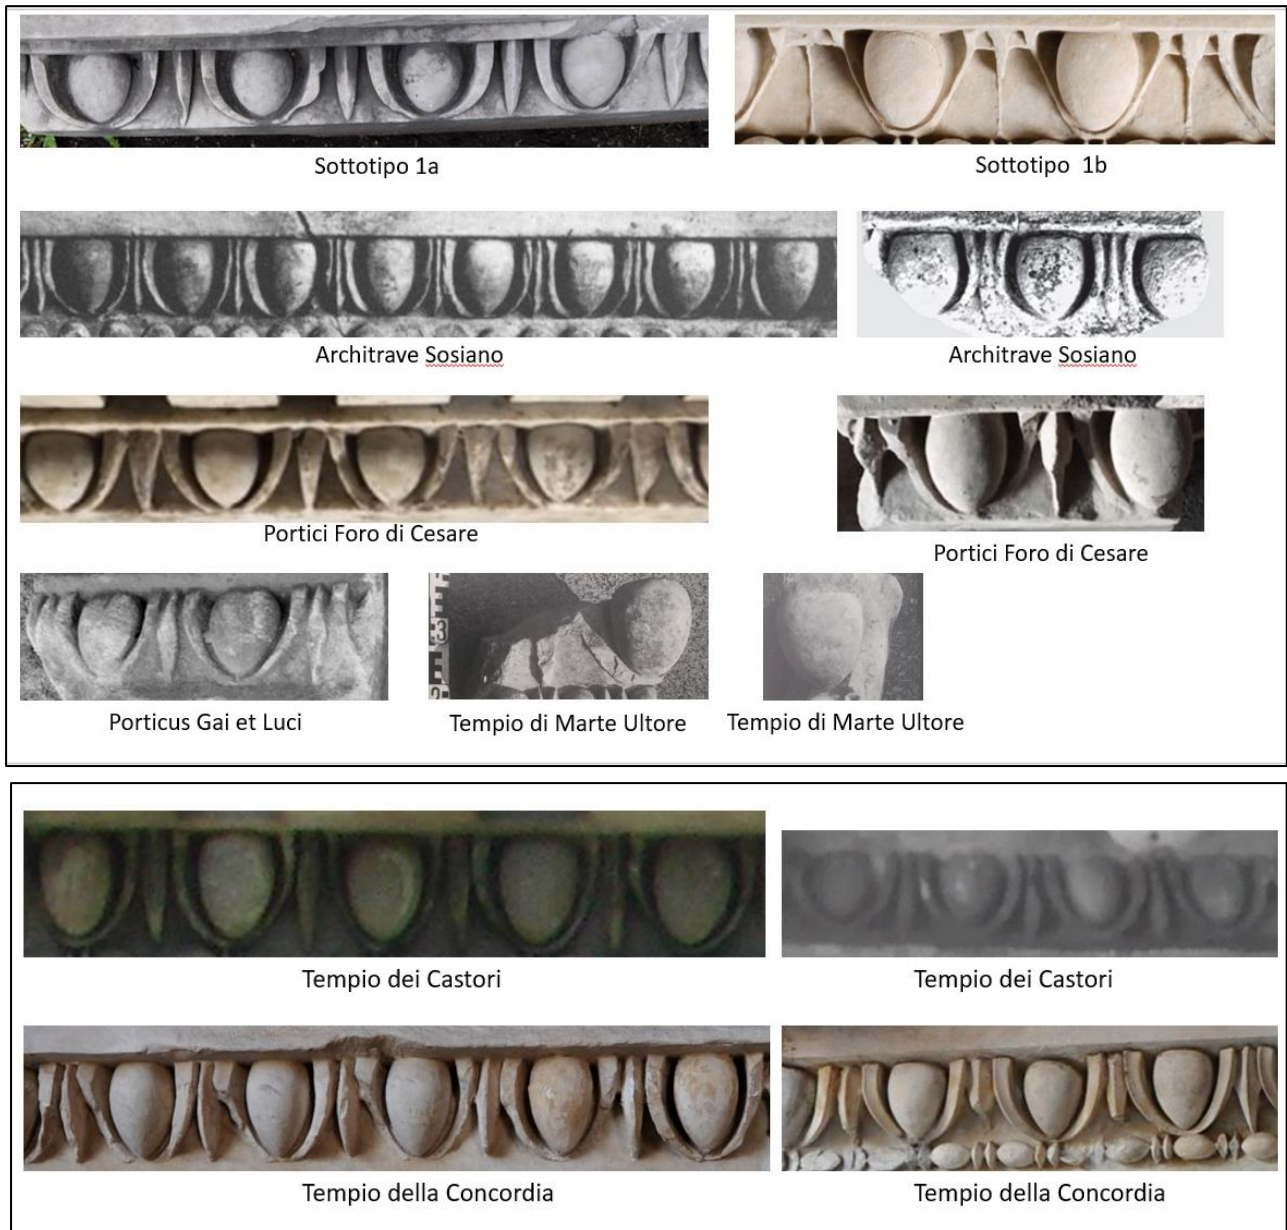 Sottotipo 1a
Sottotipo 1b
Architrave Sosiano
Architrave Sosiano
Portici Foro di Cesare
Portici Foro di Cesare
Porticus Gai et Luci
Tempio di Marte Ultore
Tempio di Marte Ultore
Tempio dei Castori
Tempio dei Castori
Tempio della Concordia
Tempio della Concordia